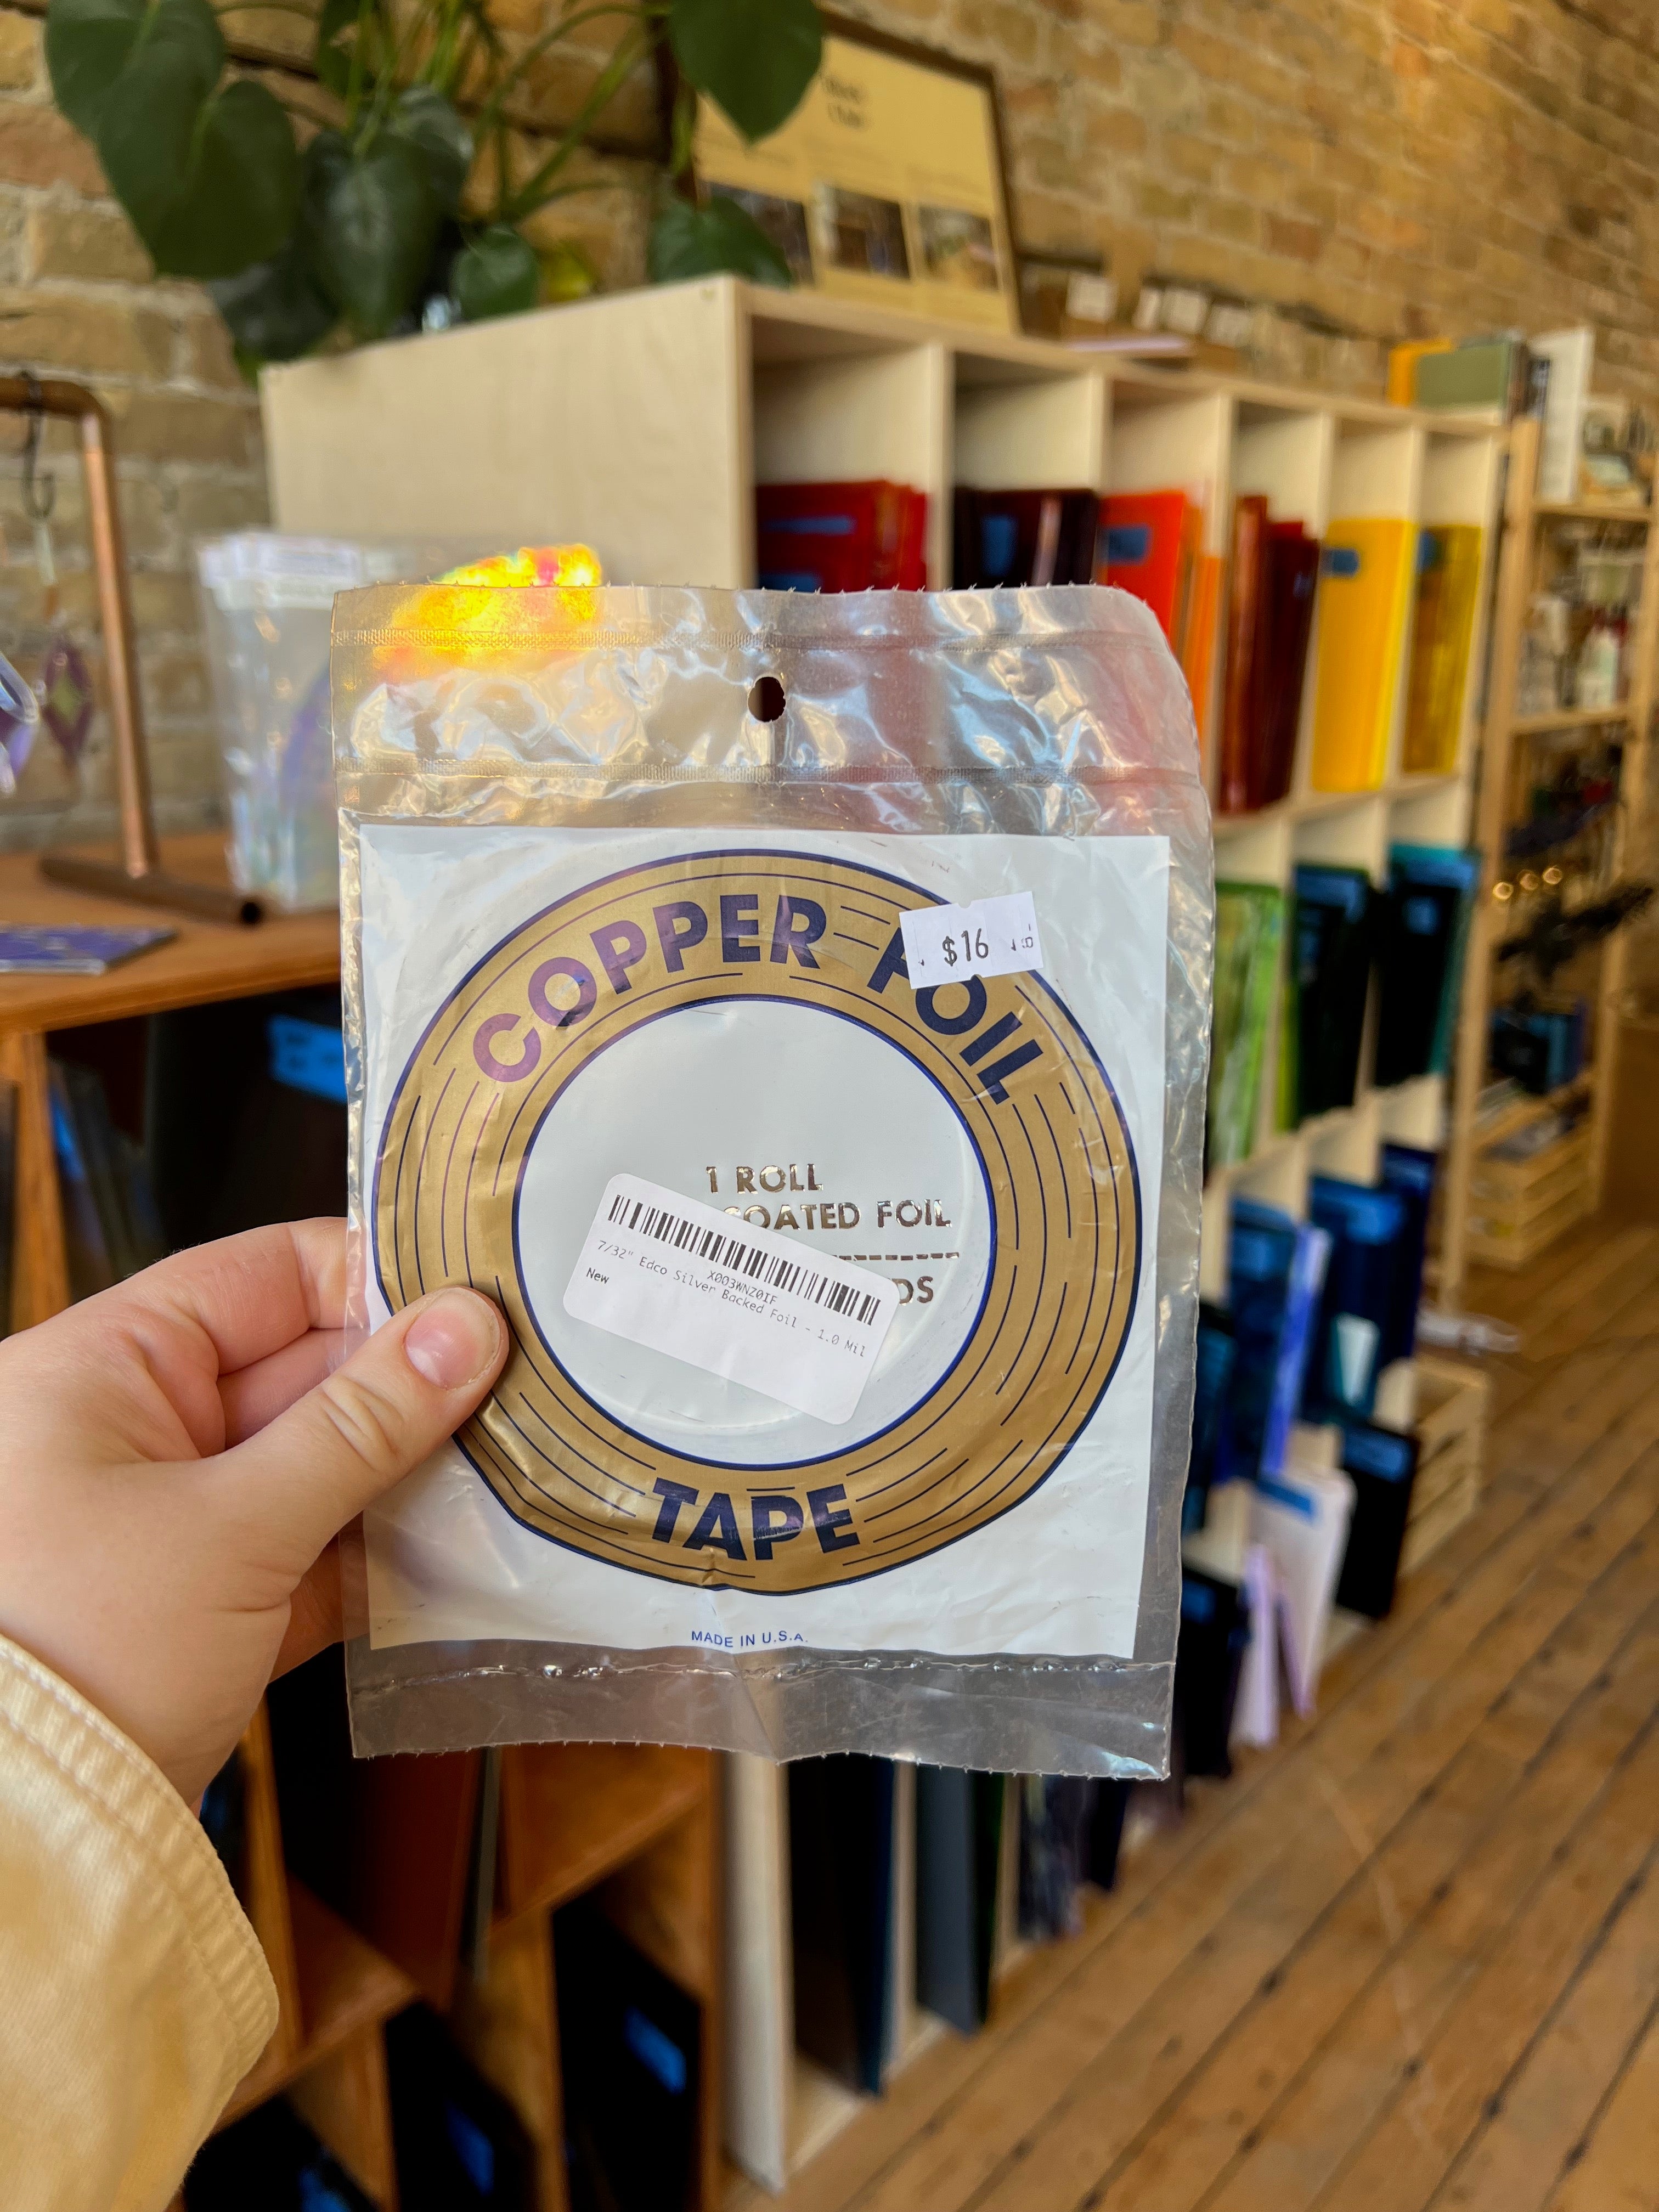 COPPER FOIL
$16
1 ROLL
COATED FOIL
DS
X003WNZ0IF
7/32" Edco Silver Backed Foil - 1.0 Mil
New
TAPE
MADE IN U.S.A.